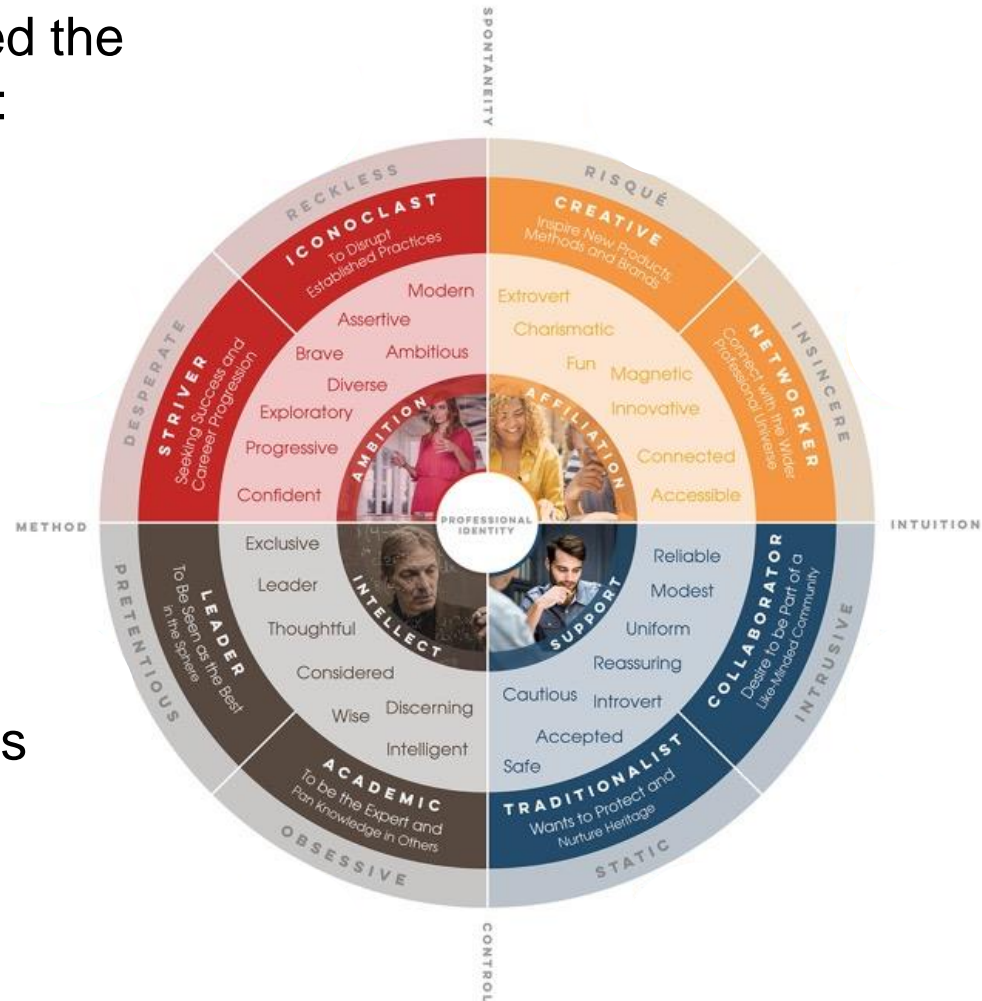 ed the
:
s
SPONTANEITY
RECKLESS
RISQUÉ
ICONOCLAST
To Disrupt
Established Practices
CREATIVE
Inspire New Products,
Methods and Brands
DESPERATE
STRIVER
Seeking Success and
Career Progression
INSINCERE
NETWORKER
Connect with the Wider
Professional Universe
Modern
Assertive
Brave
Ambitious
Diverse
Exploratory
Progressive
Confident
Extrovert
Charismatic
Fun
Magnetic
Innovative
Connected
Accessible
AMBITION
AFFILIATION
METHOD
PROFESSIONAL
IDENTITY
INTUITION
INTELLECT
SUPPORT
Exclusive
Leader
Thoughtful
Considered
Wise
Discerning
Intelligent
Reliable
Modest
Uniform
Reassuring
Cautious
Introvert
Accepted
Safe
PRETENTIOUS
LEADER
To Be Seen as the Best
in the Sphere
COLLABORATOR
Desire to be Part of a
Like-Minded Community
INTRUSIVE
ACADEMIC
To be the Expert and
Pan Knowledge in Others
TRADITIONALIST
Wants to Protect and
Nurture Heritage
OBSESSIVE
STATIC
CONTROL